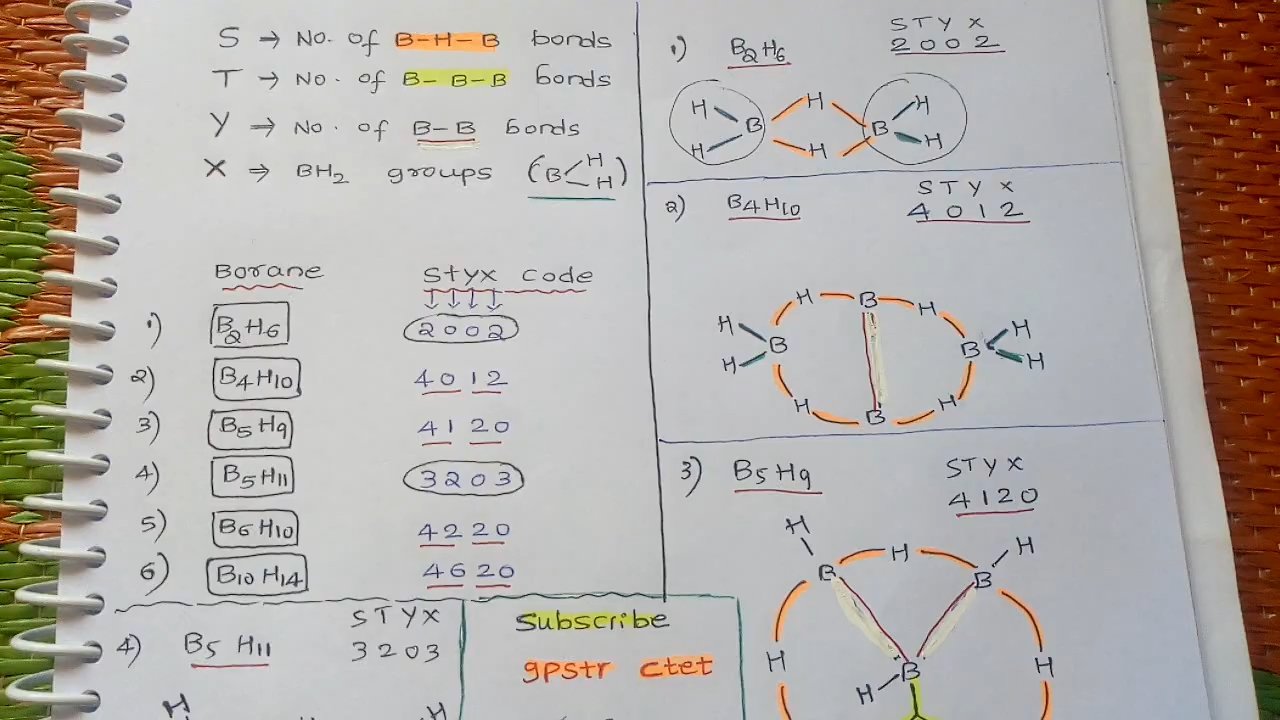 S → No. of B-H-B bonds
T → No. of B-B-B bonds
Y → No. of B-B bonds
X ⇒ BH2 groups (B H H)
Borane Styx code
1) B2H6 2002
2) B4H10 4012
3) B5H9 4120
4) B5H11 3203
5) B6H10 4220
6) B10H14 4620
4) B5H11 STYX
3203
H H
Subscribe
gpstr ctet
1) B2H6 STYX
2002
H H H
B B
H H H
2) B4H10 STYX
4012
H B H
H H
B B
H H
H B H
3) B5H9 STYX
4120
H H H
B B
H B H
H